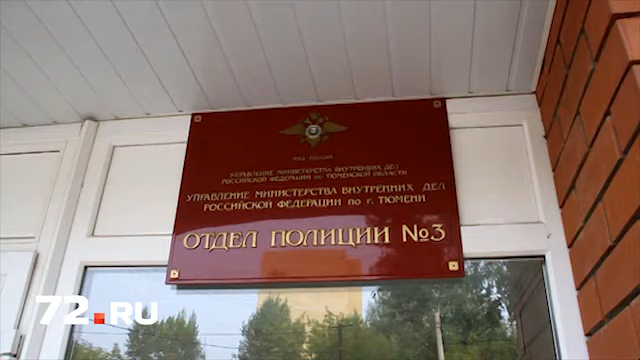 МВД РОССИИ
УПРАВЛЕНИЕ МИНИСТЕРСТВА ВНУТРЕННИХ ДЕЛ
РОССИЙСКОЙ ФЕДЕРАЦИИ ПО ТЮМЕНСКОЙ ОБЛАСТИ
УПРАВЛЕНИЕ МИНИСТЕРСТВА ВНУТРЕННИХ ДЕЛ
РОССИЙСКОЙ ФЕДЕРАЦИИ ПО Г. ТЮМЕНИ
ОТДЕЛ ПОЛИЦИИ №3
72.RU